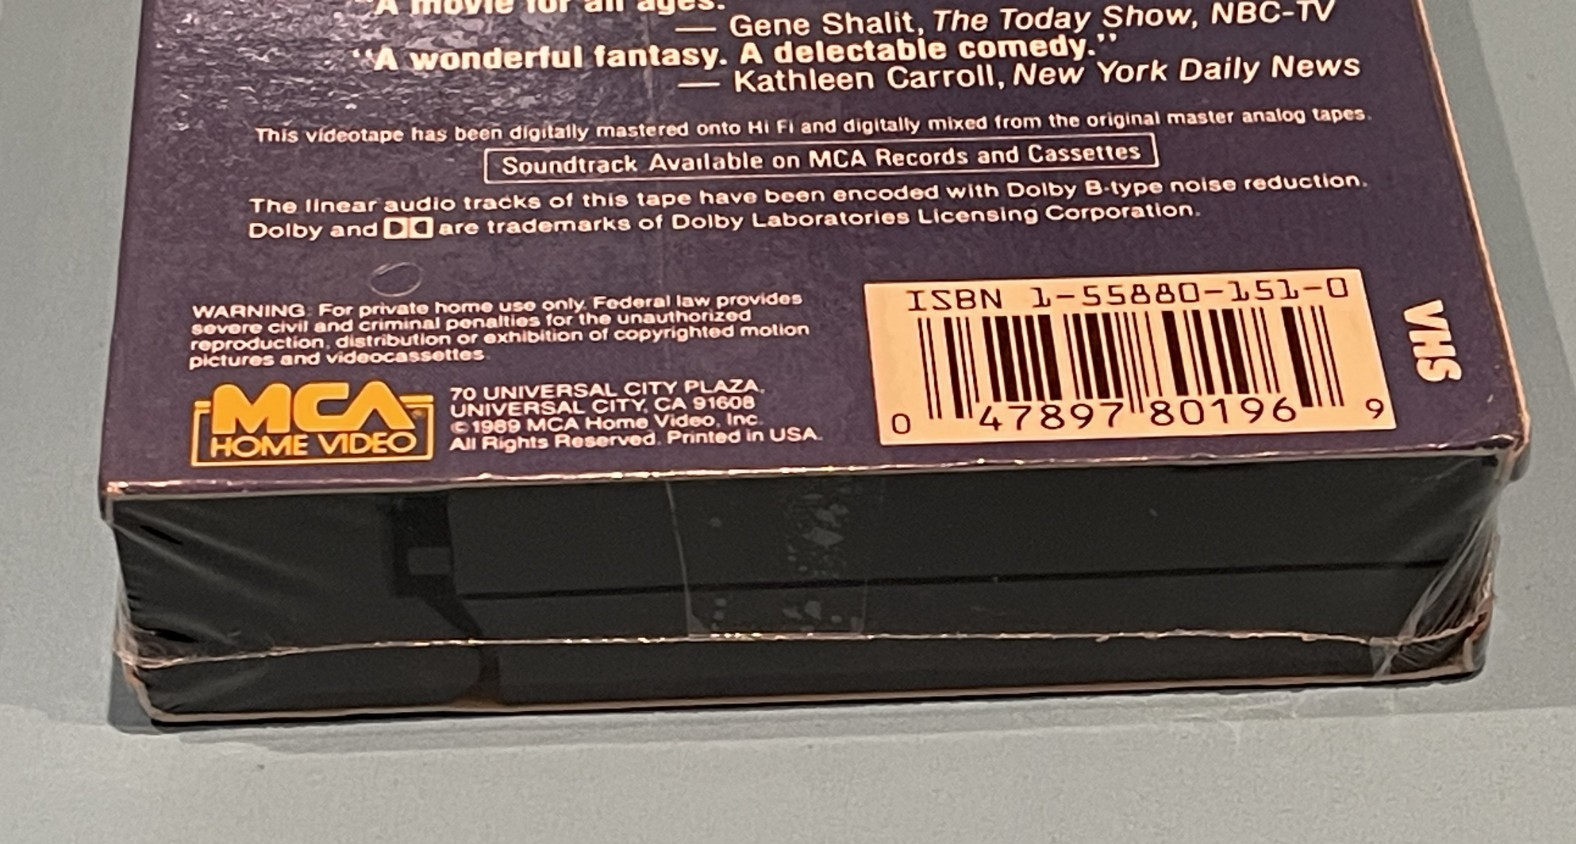 "A movie for all ages."
— Gene Shalit, The Today Show, NBC-TV
"A wonderful fantasy. A delectable comedy."
— Kathleen Carroll, New York Daily News
This videotape has been digitally mastered onto Hi Fi and digitally mixed from the original master analog tapes.
Soundtrack Available on MCA Records and Cassettes
The linear audio tracks of this tape have been encoded with Dolby B-type noise reduction.
Dolby and are trademarks of Dolby Laboratories Licensing Corporation.
WARNING: For private home use only. Federal law provides
severe civil and criminal penalties for the unauthorized
reproduction, distribution or exhibition of copyrighted motion
pictures and videocassettes.
MCA
HOME VIDEO
70 UNIVERSAL CITY PLAZA,
UNIVERSAL CITY, CA 91608
©1989 MCA Home Video, Inc.
All Rights Reserved. Printed in USA.
ISBN 1-55880-151-0
0 47897 80196 9
VHS